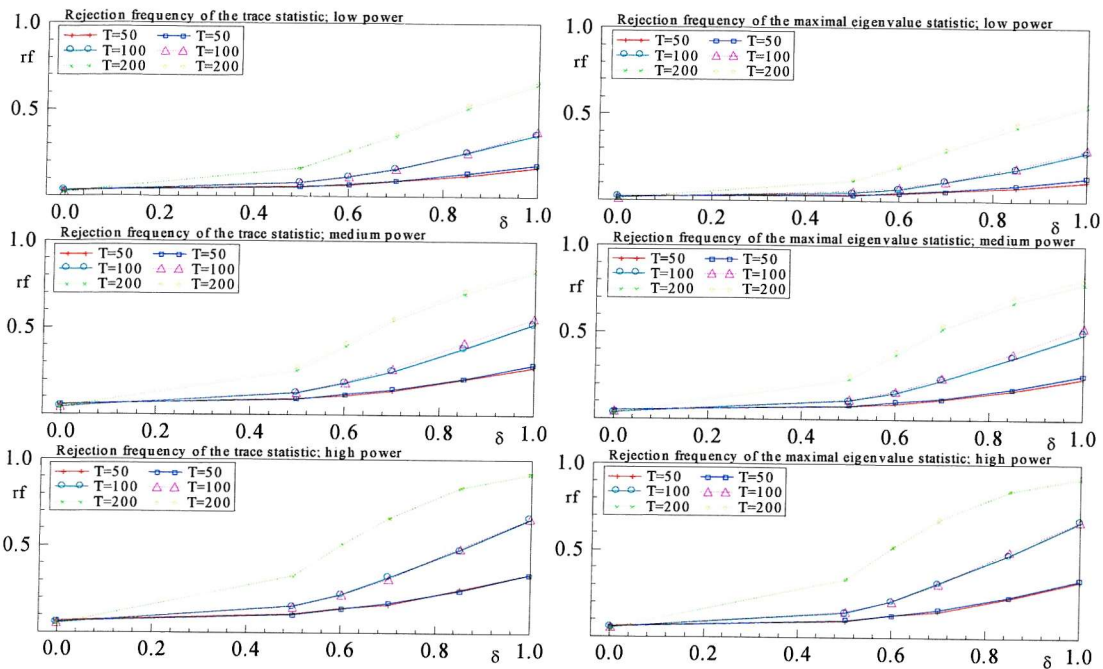 Rejection frequency of the trace statistic; low power
1.0
rf
0.5
T=50 T=50
T=100 T=100
T=200 T=200
0.0 0.2 0.4 0.6 0.8 δ 1.0
Rejection frequency of the maximal eigenvalue statistic; low power
1.0
rf
0.5
T=50 T=50
T=100 T=100
T=200 T=200
0.0 0.2 0.4 0.6 0.8 δ 1.0
Rejection frequency of the trace statistic; medium power
1.0
rf
0.5
T=50 T=50
T=100 T=100
T=200 T=200
0.0 0.2 0.4 0.6 0.8 δ 1.0
Rejection frequency of the maximal eigenvalue statistic; medium power
1.0
rf
0.5
T=50 T=50
T=100 T=100
T=200 T=200
0.0 0.2 0.4 0.6 0.8 δ 1.0
Rejection frequency of the trace statistic; high power
1.0
rf
0.5
T=50 T=50
T=100 T=100
T=200 T=200
0.0 0.2 0.4 0.6 0.8 δ 1.0
Rejection frequency of the maximal eigenvalue statistic; high power
1.0
rf
0.5
T=50 T=50
T=100 T=100
T=200 T=200
0.0 0.2 0.4 0.6 0.8 δ 1.0